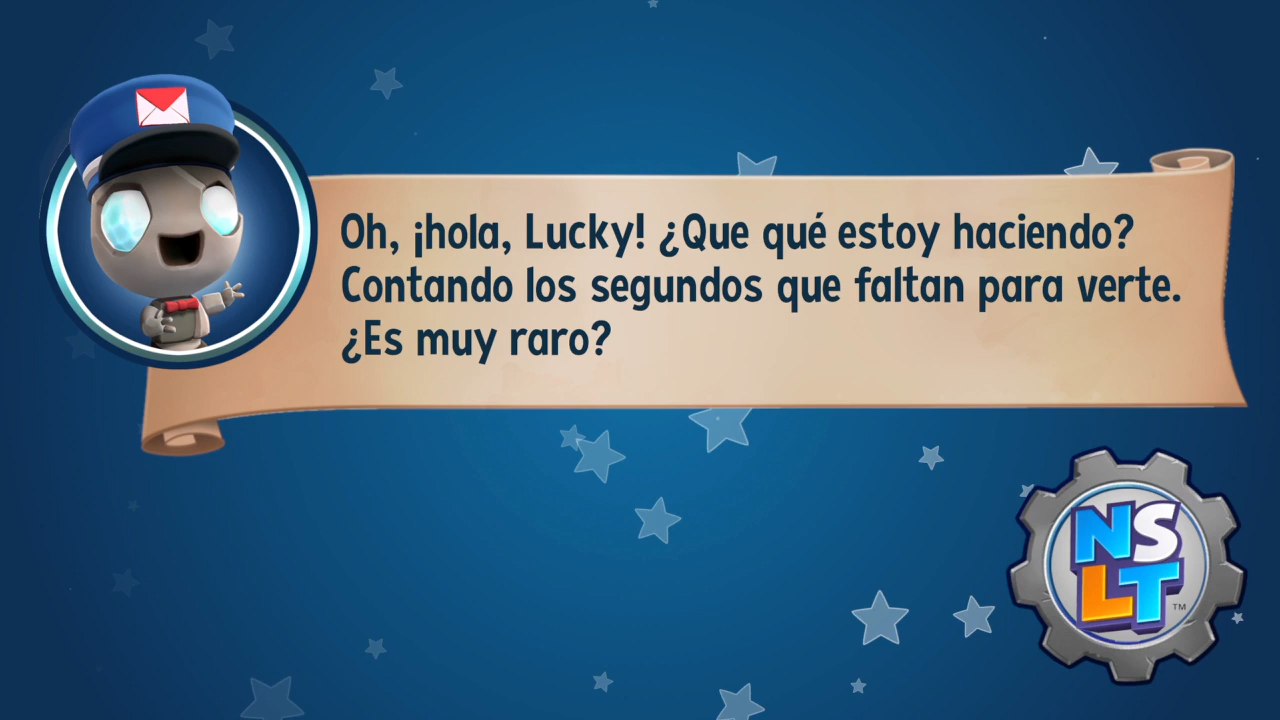 Oh, ¡hola, Lucky! ¿Que qué estoy haciendo?
Contando los segundos que faltan para verte.
¿Es muy raro?
NS
LT
TM